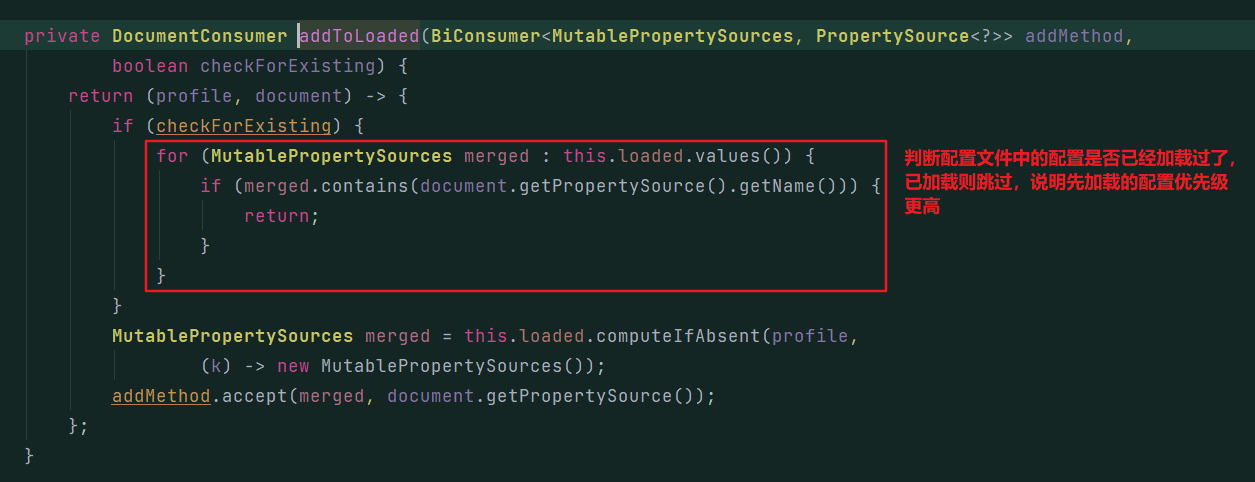 private DocumentConsumer addToLoaded(BiConsumer<MutablePropertySources, PropertySource<?>> addMethod,
        boolean checkForExisting) {
    return (profile, document) -> {
        if (checkForExisting) {
            for (MutablePropertySources merged : this.loaded.values()) {
                if (merged.contains(document.getPropertySource().getName())) {
                    return;
                }
            }
        }
        MutablePropertySources merged = this.loaded.computeIfAbsent(profile,
                (k) -> new MutablePropertySources());
        addMethod.accept(merged, document.getPropertySource());
    };
}
判断配置文件中的配置是否已经加载过了,
已加载则跳过，说明先加载的配置优先级
更高